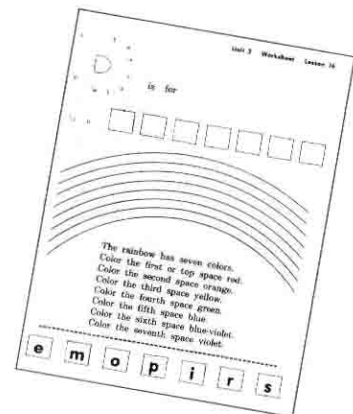 Unit 3 Worksheet Lesson 16
is for
The rainbow has seven colors.
Color the first or top space red.
Color the second space orange.
Color the third space yellow.
Color the fourth space green.
Color the fifth space blue.
Color the sixth space blue-violet.
Color the seventh space violet.
e m o p i r s